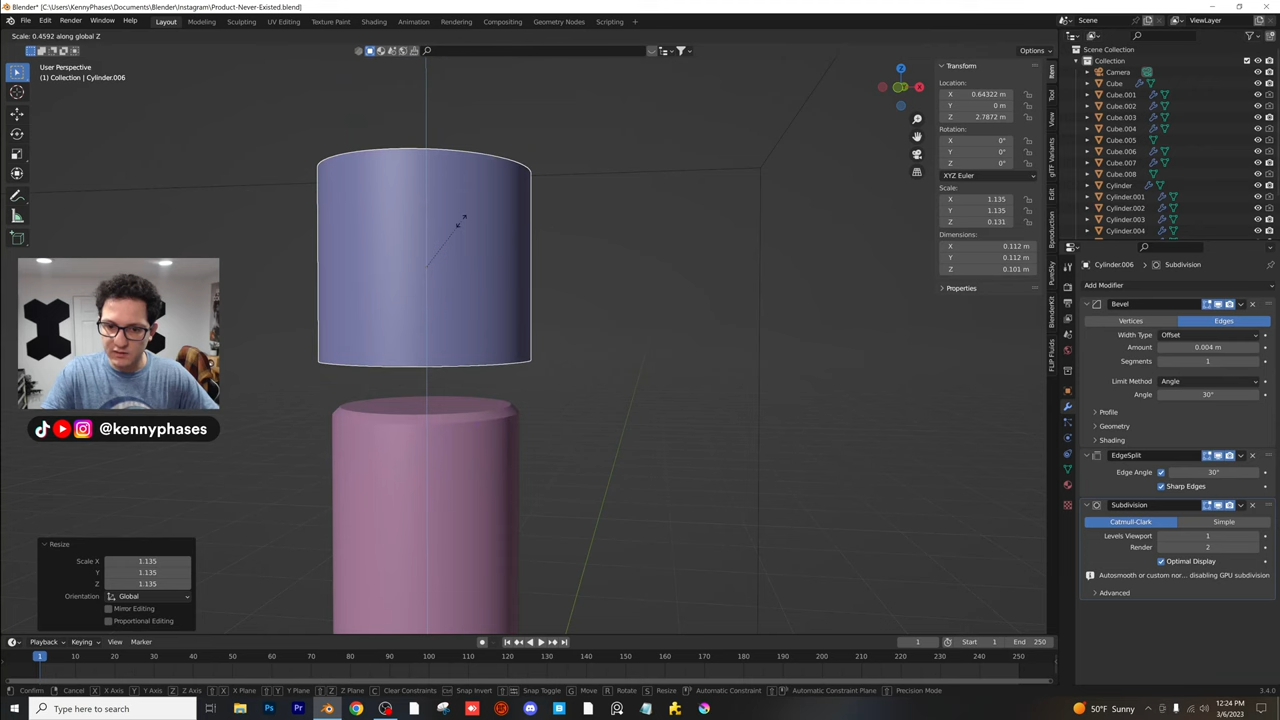 Blender* [C:\Users\KennyPhases\Documents\Blender\Instagram\Product-Never-Existed.blend]
File Edit Render Window Help Layout Modeling Sculpting UV Editing Texture Paint Shading Animation Rendering Compositing Geometry Nodes Scripting Scene ViewLayer
Scale: 0.4592 along global Z
Options
User Perspective
(1) Collection | Cylinder.006
Transform
Location:
X 0.64322 m
Y 0 m
Z 2.7872 m
Rotation:
X 0°
Y 0°
Z 0°
XYZ Euler
Scale:
X 1.135
Y 1.135
Z 0.131
Dimensions:
X 0.112 m
Y 0.112 m
Z 0.101 m
Properties
Item
Tool
View
glTF Variants
Edit
Bproduction
PureSky
BlenderKit
FLIP Fluids
Z
X
Scene Collection
Collection
Camera
Cube
Cube.001
Cube.002
Cube.003
Cube.004
Cube.005
Cube.006
Cube.007
Cube.008
Cylinder
Cylinder.001
Cylinder.002
Cylinder.003
Cylinder.004
Cylinder.006 > Subdivision
Add Modifier
Bevel
Vertices Edges
Width Type Offset
Amount 0.004 m
Segments 1
Limit Method Angle
Angle 30°
Profile
Geometry
Shading
EdgeSplit
Edge Angle 30°
Sharp Edges
Subdivision
Catmull-Clark Simple
Levels Viewport 1
Render 2
Optimal Display
Autosmooth or custom nor... disabling GPU subdivision
Advanced
@kennyphases
Resize
Scale X 1.135
Y 1.135
Z 1.135
Orientation Global
Mirror Editing
Proportional Editing
Playback Keying View Marker 1 Start 1 End 250
1 10 20 30 40 50 60 70 80 90 100 110 120 130 140 150 160 170 180 190 200 210 220 230 240 250
Confirm Cancel X X Axis Y Y Axis Z Z Axis X X Plane Y Y Plane Z Z Plane C Clear Constraints Snap Invert Snap Toggle G Move R Rotate S Resize Automatic Constraint Automatic Constraint Plane Precision Mode 3.4.0
Type here to search
50°F Sunny
12:24 PM
3/6/2023